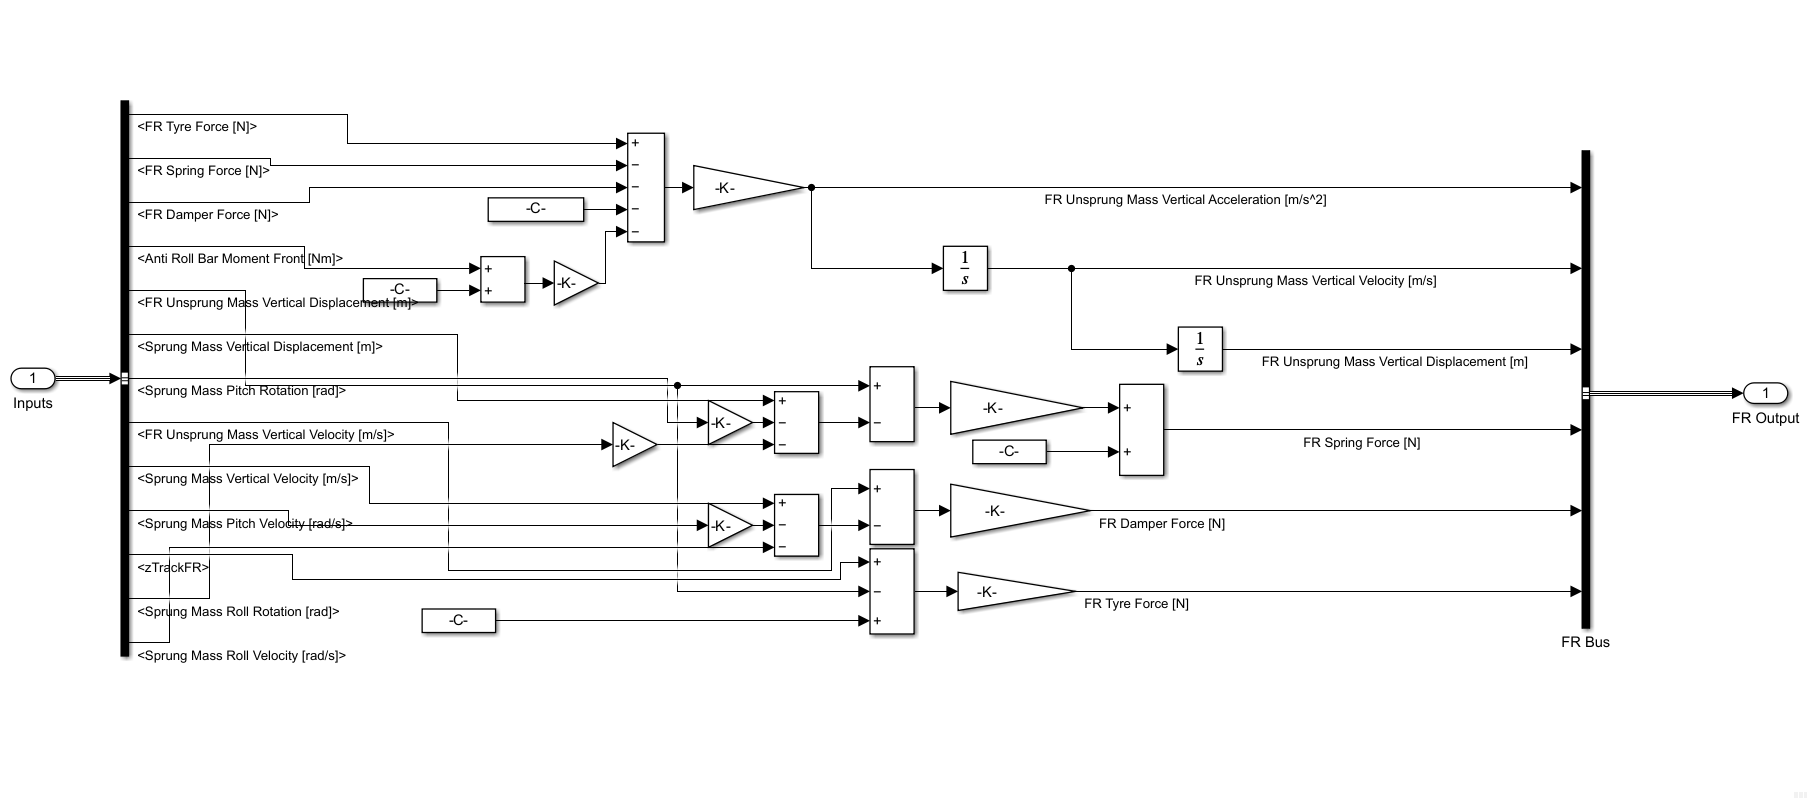 <FR Tyre Force [N]>
+
<FR Spring Force [N]>
−
-K-
−
FR Unsprung Mass Vertical Acceleration [m/s^2]
<FR Damper Force [N]>
-C-
−
−
<Anti Roll Bar Moment Front [Nm]>
+
-K-
1
s
FR Unsprung Mass Vertical Velocity [m/s]
-C-
+
<FR Unsprung Mass Vertical Displacement [m]>
<Sprung Mass Vertical Displacement [m]>
1
s
FR Unsprung Mass Vertical Displacement [m]
1
Inputs
<Sprung Mass Pitch Rotation [rad]>
+
+
-K-
−
−
−
-K-
+
1
FR Output
<FR Unsprung Mass Vertical Velocity [m/s]>
-K-
-C-
+
FR Spring Force [N]
<Sprung Mass Vertical Velocity [m/s]>
+
+
<Sprung Mass Pitch Velocity [rad/s]>
-K-
−
−
−
-K-
FR Damper Force [N]
<zTrackFR>
+
−
-K-
FR Tyre Force [N]
<Sprung Mass Roll Rotation [rad]>
-C-
+
FR Bus
<Sprung Mass Roll Velocity [rad/s]>